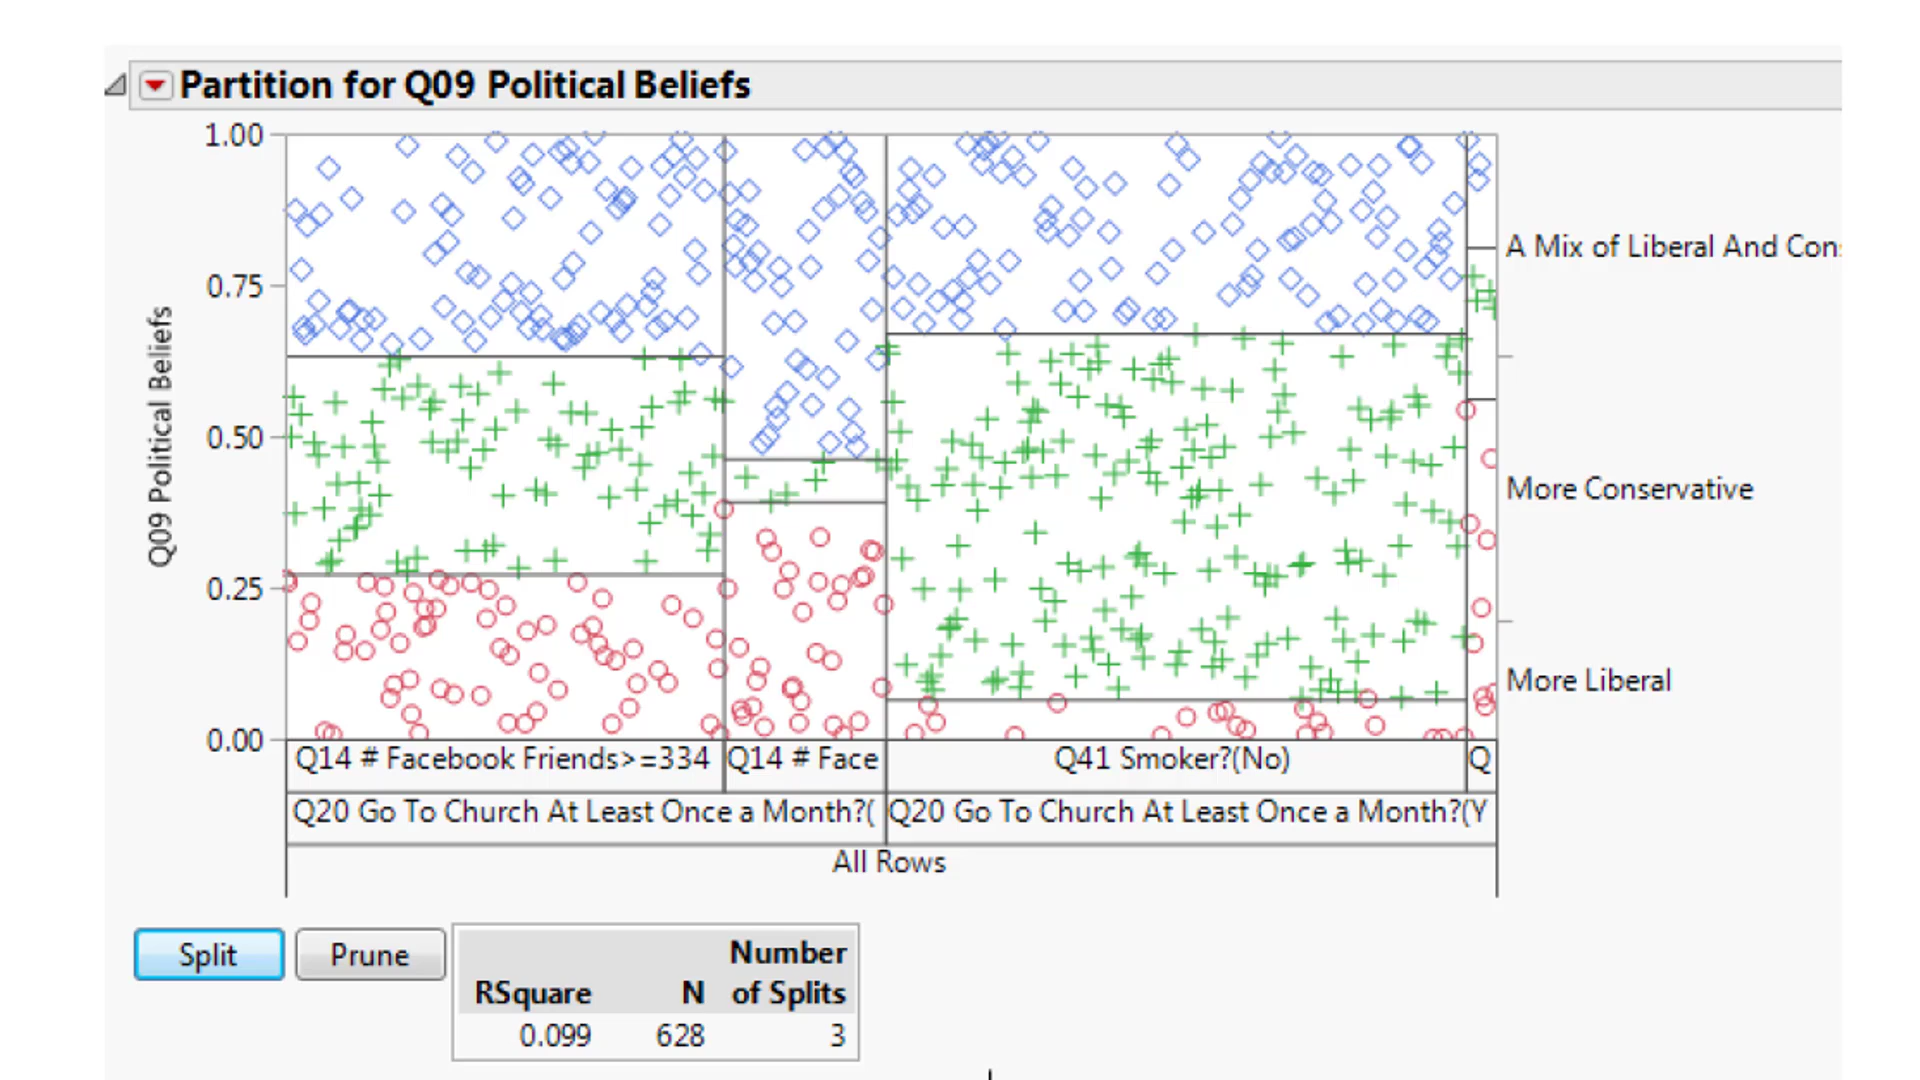 Partition for Q09 Political Beliefs
1.00
0.75
0.50
0.25
0.00
Q09 Political Beliefs
A Mix of Liberal And Con
More Conservative
More Liberal
Q14 # Facebook Friends>=334
Q14 # Face
Q41 Smoker?(No)
Q
Q20 Go To Church At Least Once a Month?(
Q20 Go To Church At Least Once a Month?(Y
All Rows
Split
Prune
Number
RSquare N of Splits
0.099 628 3